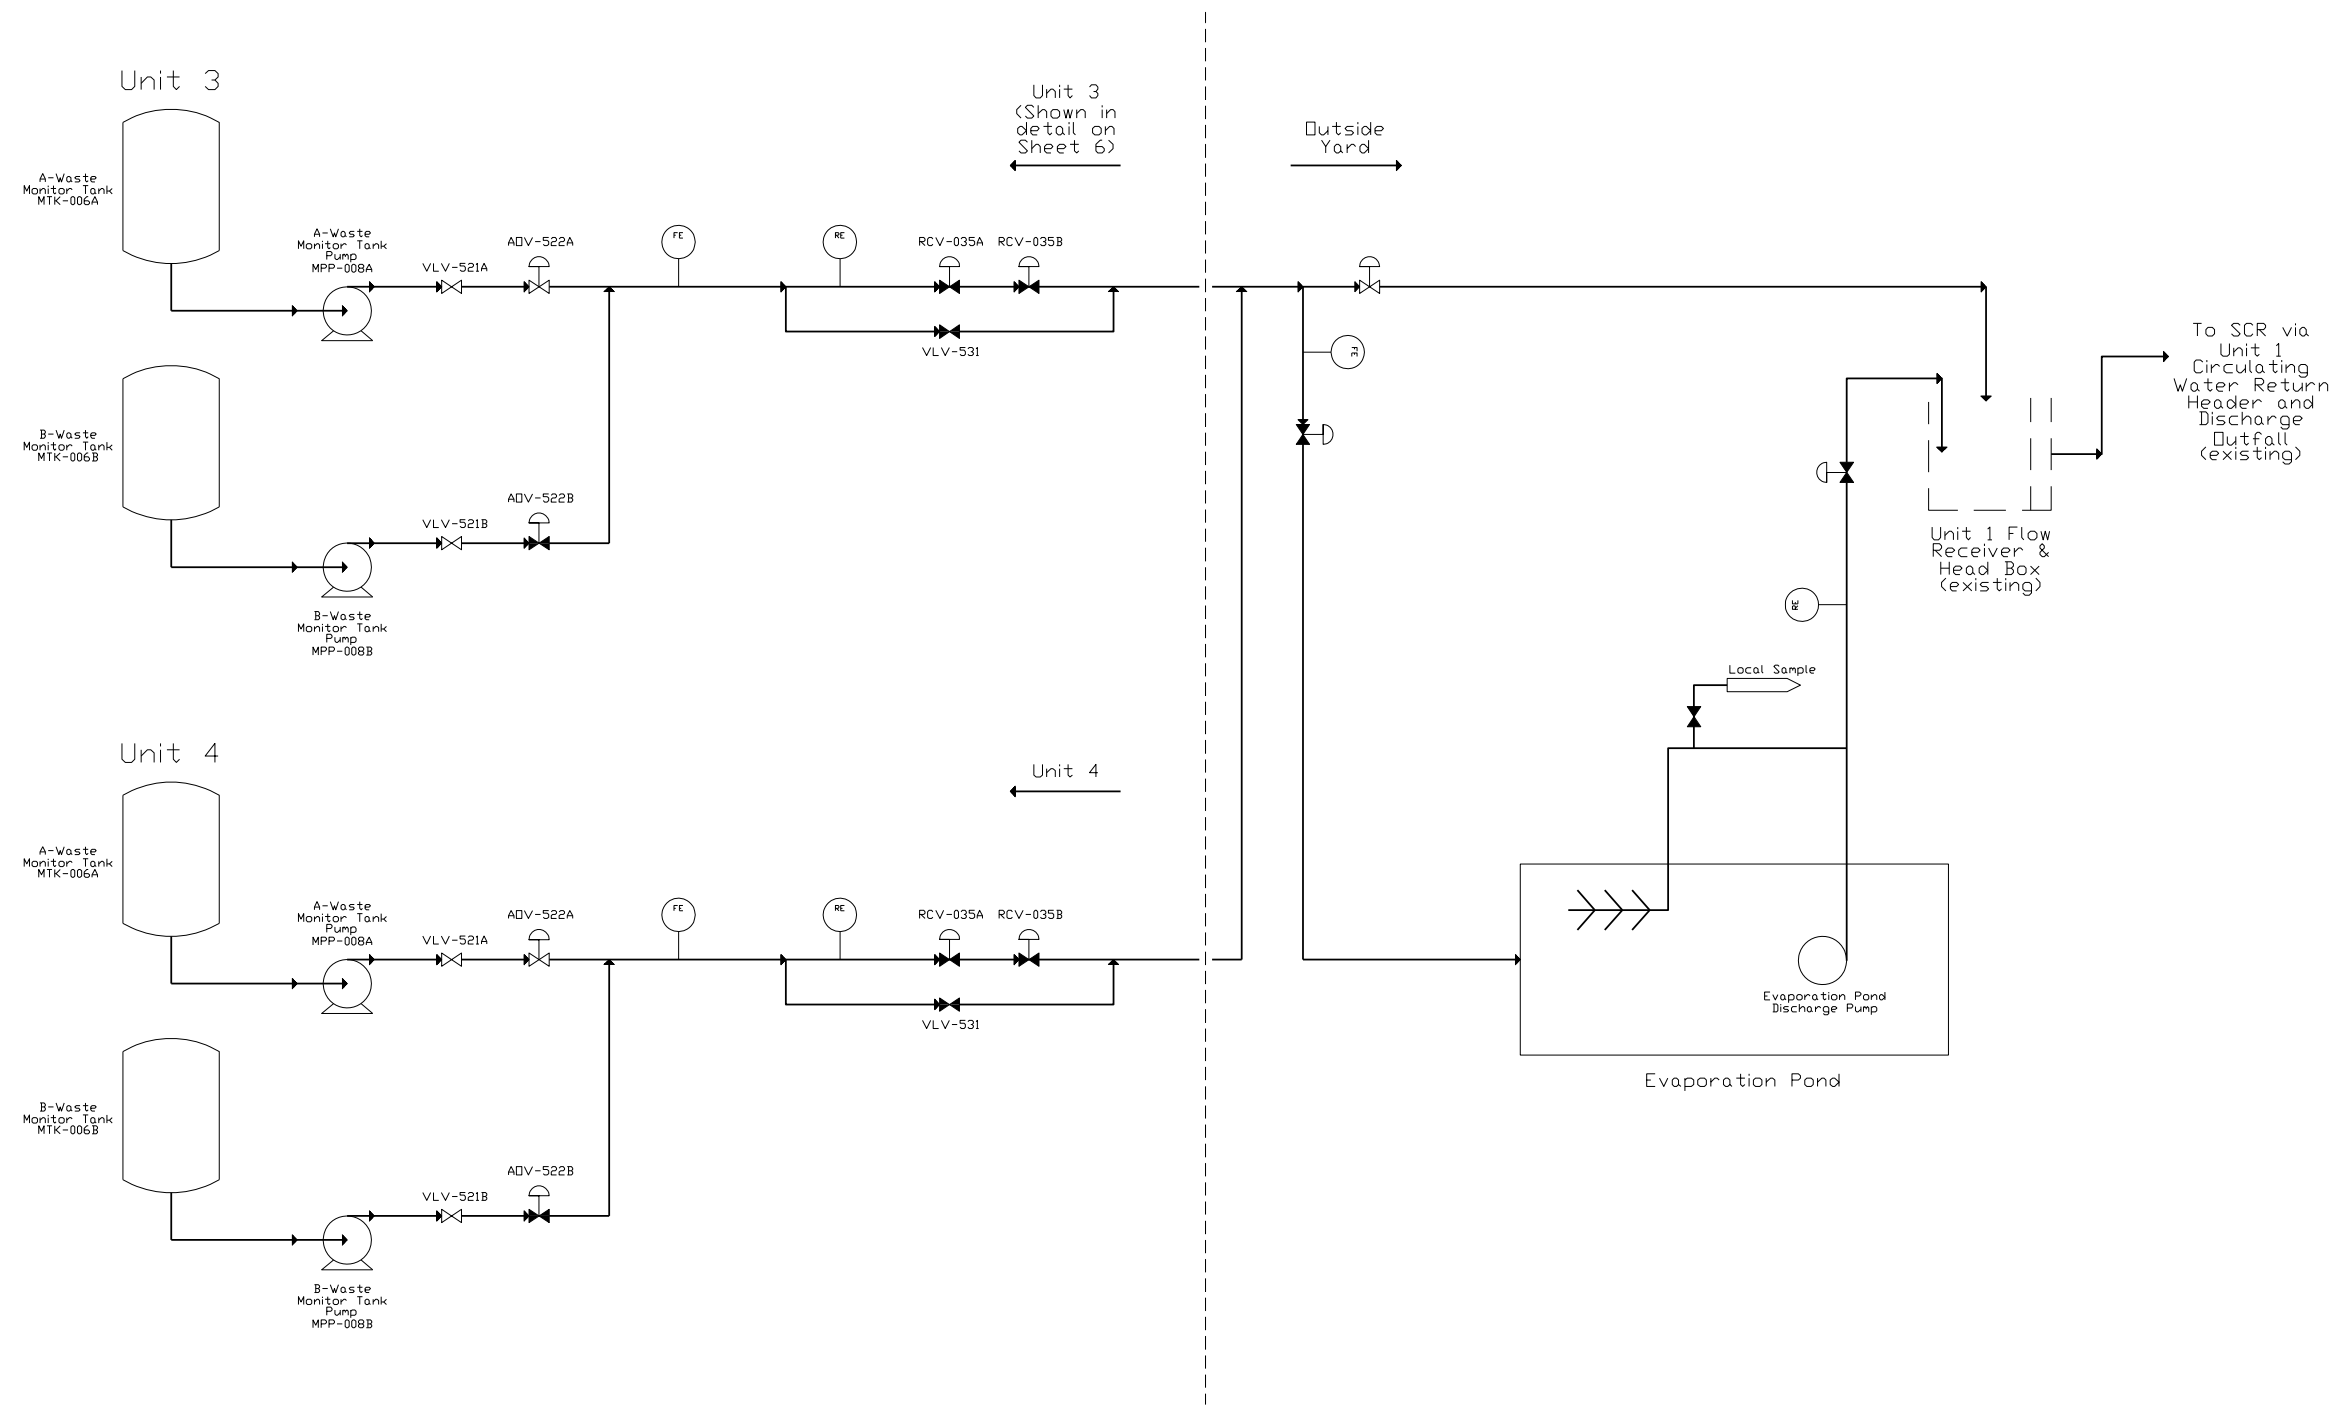 Unit 3
A-Waste
Monitor Tank
MTK-006A
A-Waste
Monitor Tank
Pump
MPP-008A
VLV-521A
AOV-522A
FE
RE
RCV-035A
RCV-035B
VLV-531
Unit 3
(Shown in
detail on
Sheet 6)
Outside
Yard
B-Waste
Monitor Tank
MTK-006B
B-Waste
Monitor Tank
Pump
MPP-008B
VLV-521B
AOV-522B
FE
To SCR via
Unit 1
Circulating
Water Return
Header and
Discharge
Outfall
(existing)
Unit 1 Flow
Receiver &
Head Box
(existing)
RE
Local Sample
Unit 4
A-Waste
Monitor Tank
MTK-006A
A-Waste
Monitor Tank
Pump
MPP-008A
VLV-521A
AOV-522A
FE
RE
RCV-035A
RCV-035B
VLV-531
Unit 4
B-Waste
Monitor Tank
MTK-006B
B-Waste
Monitor Tank
Pump
MPP-008B
VLV-521B
AOV-522B
Evaporation Pond
Discharge Pump
Evaporation Pond